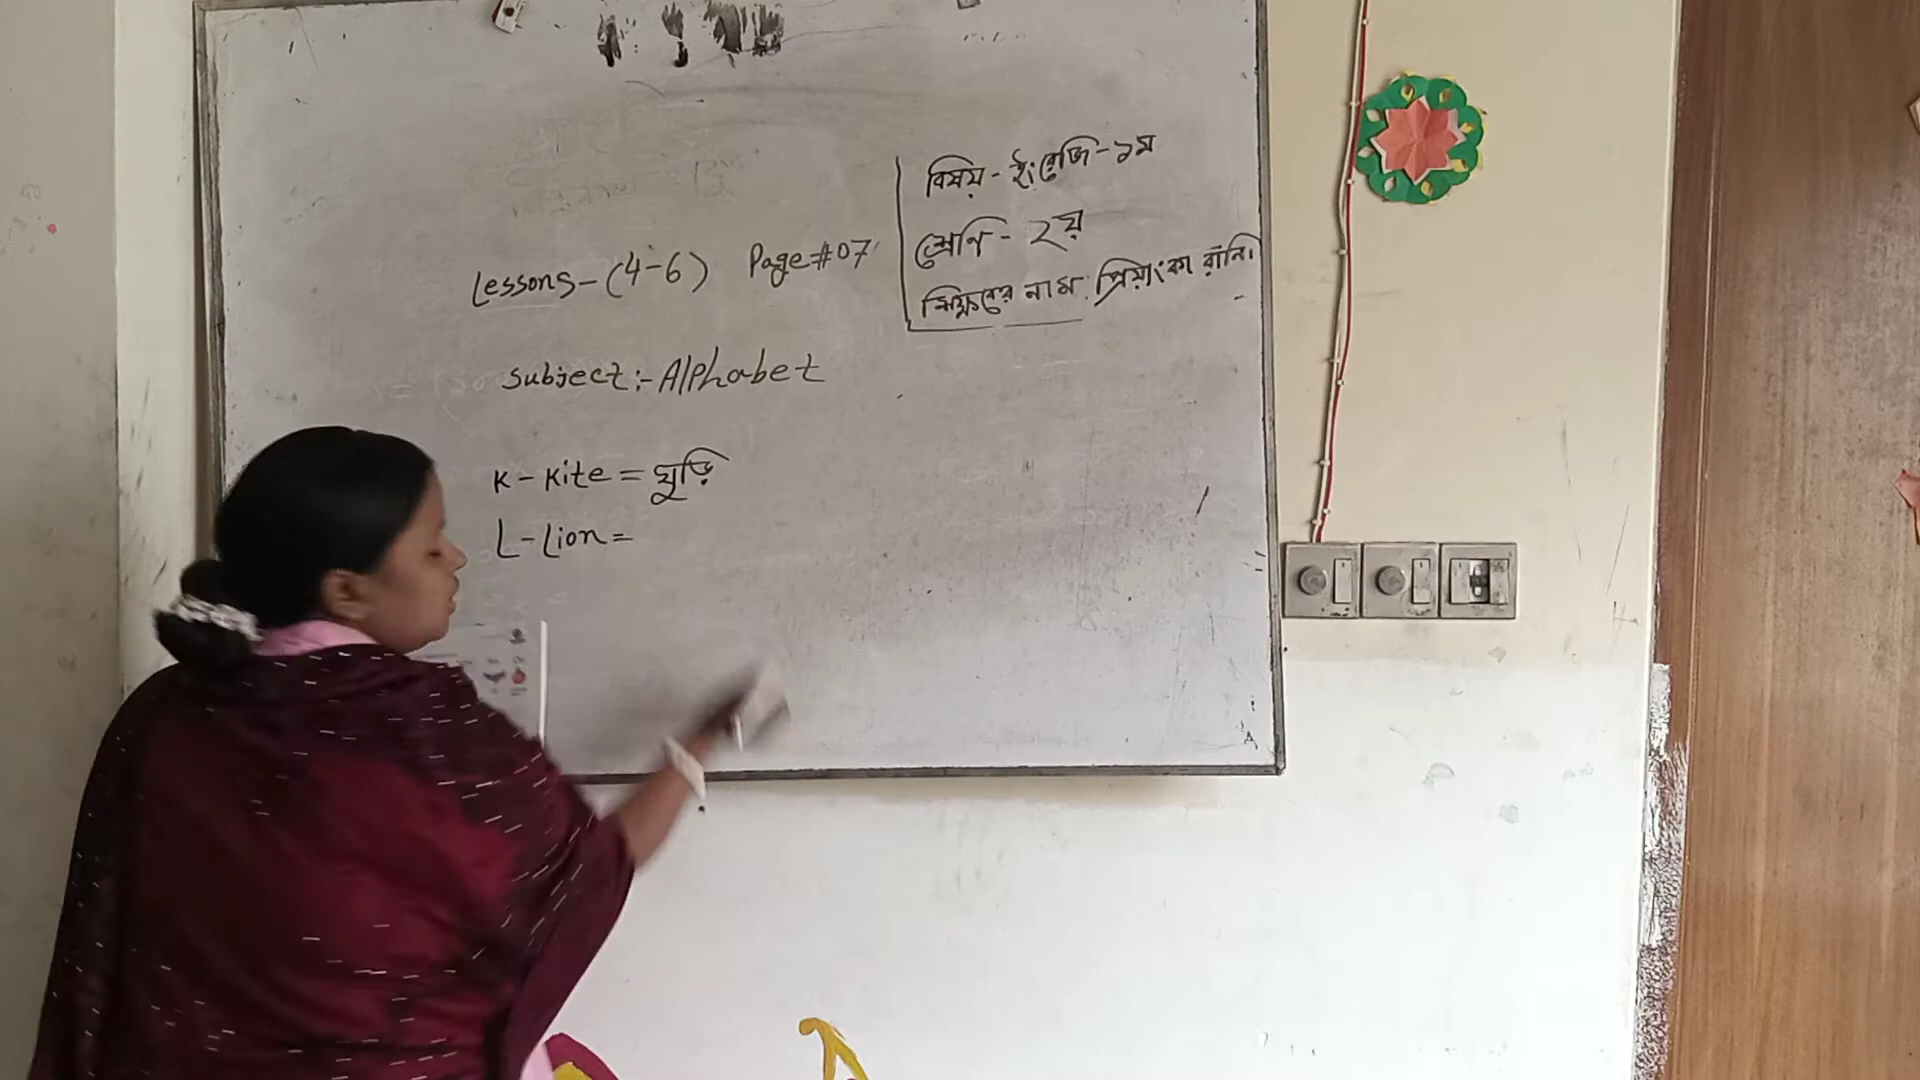 বিষয় - ইংরেজি - ১ম
শ্রেণি - ২য়
শিক্ষকের নাম: প্রিয়াংকা রানি।
Lessons - (4-6) Page # 07
Subject :- Alphabet
K - Kite = ঘুড়ি
L - Lion =